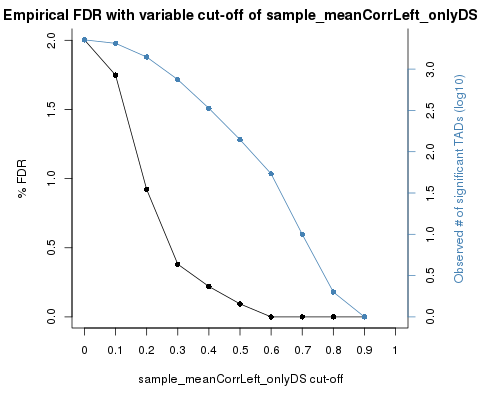 Empirical FDR with variable cut-off of sample_meanCorrLeft_onlyDS
% FDR
2.0
1.5
1.0
0.5
0.0
3.0
2.5
2.0
1.5
1.0
0.5
0.0
Observed # of significant TADs (log10)
0 0.1 0.2 0.3 0.4 0.5 0.6 0.7 0.8 0.9 1
sample_meanCorrLeft_onlyDS cut-off